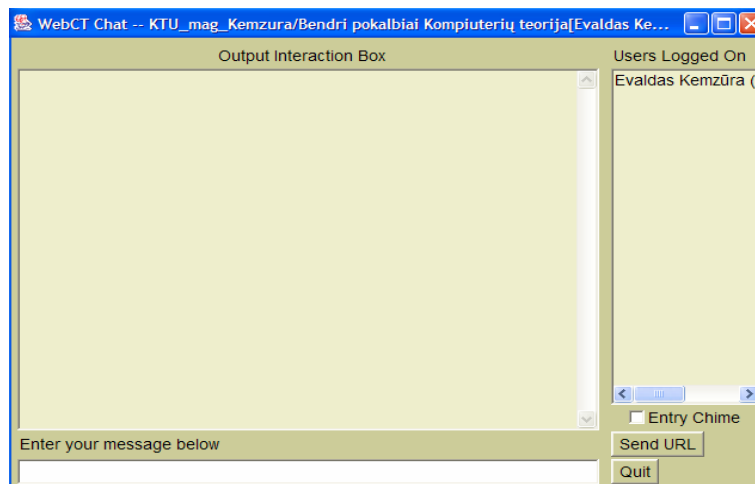 WebCT Chat -- KTU_mag_Kemzura/Bendri pokalbiai Kompiuterių teorija[Evaldas Ke...
Output Interaction Box
Users Logged On
Evaldas Kemzūra (
Entry Chime
Enter your message below
Send URL
Quit